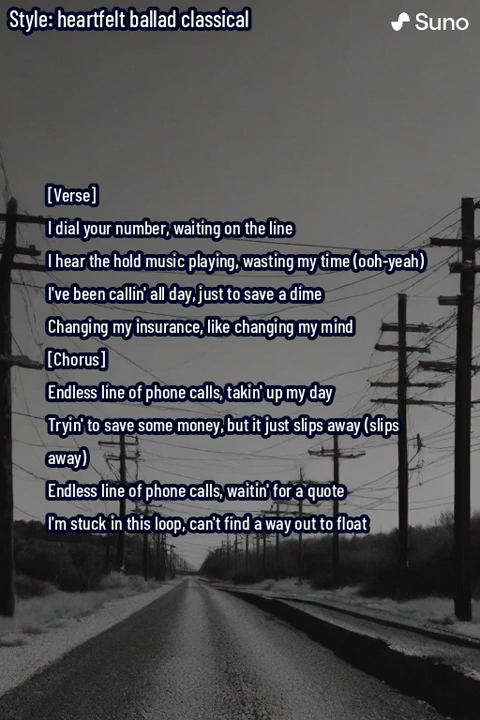 Style: heartfelt ballad classical
Suno
[Verse]
I dial your number, waiting on the line
I hear the hold music playing, wasting my time (ooh-yeah)
I've been callin' all day, just to save a dime
Changing my insurance, like changing my mind
[Chorus]
Endless line of phone calls, takin' up my day
Tryin' to save some money, but it just slips away (slips
away)
Endless line of phone calls, waitin' for a quote
I'm stuck in this loop, can't find a way out to float